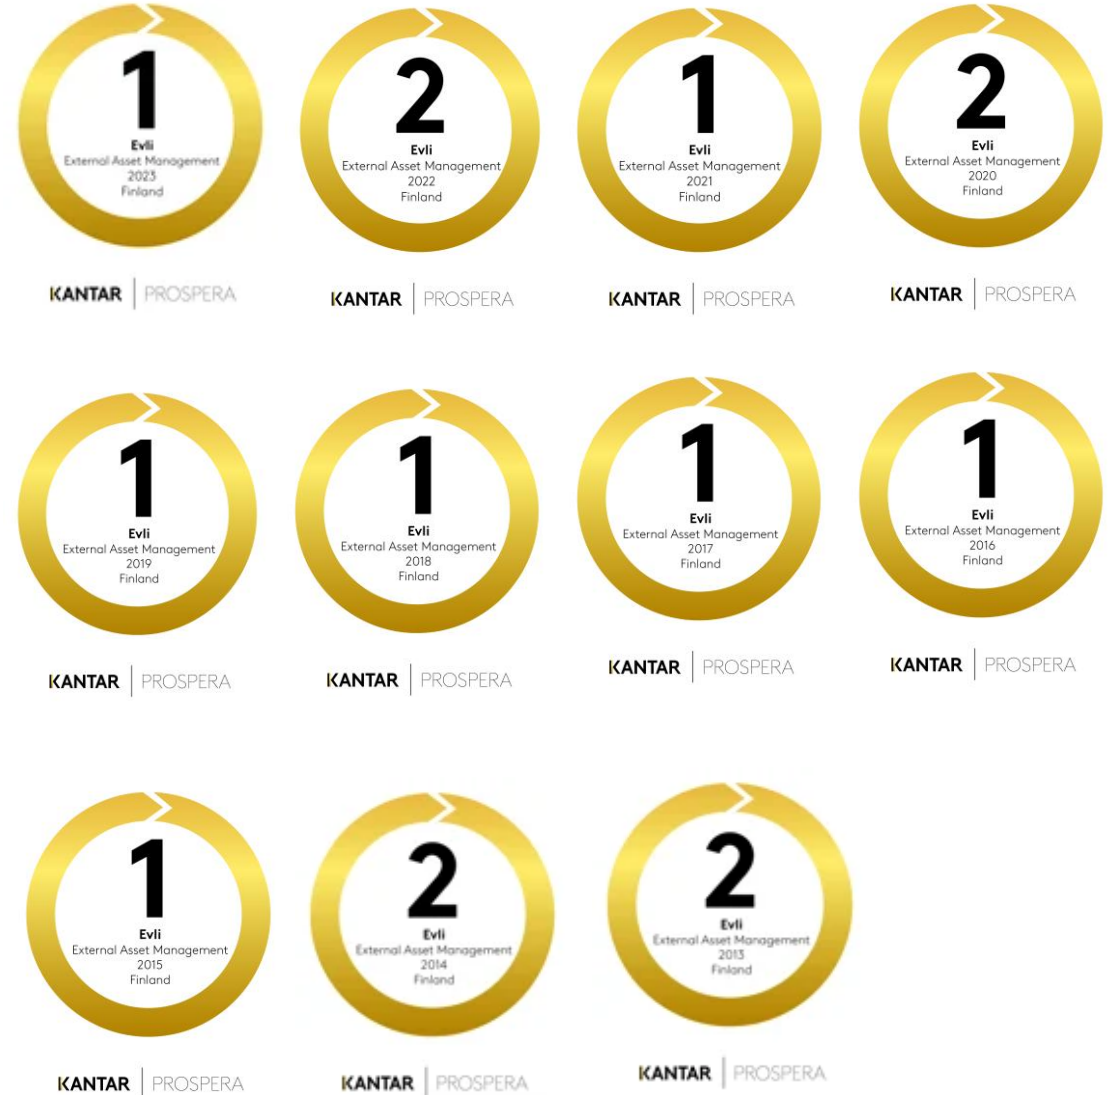 1
Evli
External Asset Management
2023
Finland
KANTAR | PROSPERA
2
Evli
External Asset Management
2022
Finland
KANTAR | PROSPERA
1
Evli
External Asset Management
2021
Finland
KANTAR | PROSPERA
2
Evli
External Asset Management
2020
Finland
KANTAR | PROSPERA
1
Evli
External Asset Management
2019
Finland
KANTAR | PROSPERA
1
Evli
External Asset Management
2018
Finland
KANTAR | PROSPERA
1
Evli
External Asset Management
2017
Finland
KANTAR | PROSPERA
1
Evli
External Asset Management
2016
Finland
KANTAR | PROSPERA
1
Evli
External Asset Management
2015
Finland
KANTAR | PROSPERA
2
Evli
External Asset Management
2014
Finland
KANTAR | PROSPERA
2
Evli
External Asset Management
2013
Finland
KANTAR | PROSPERA